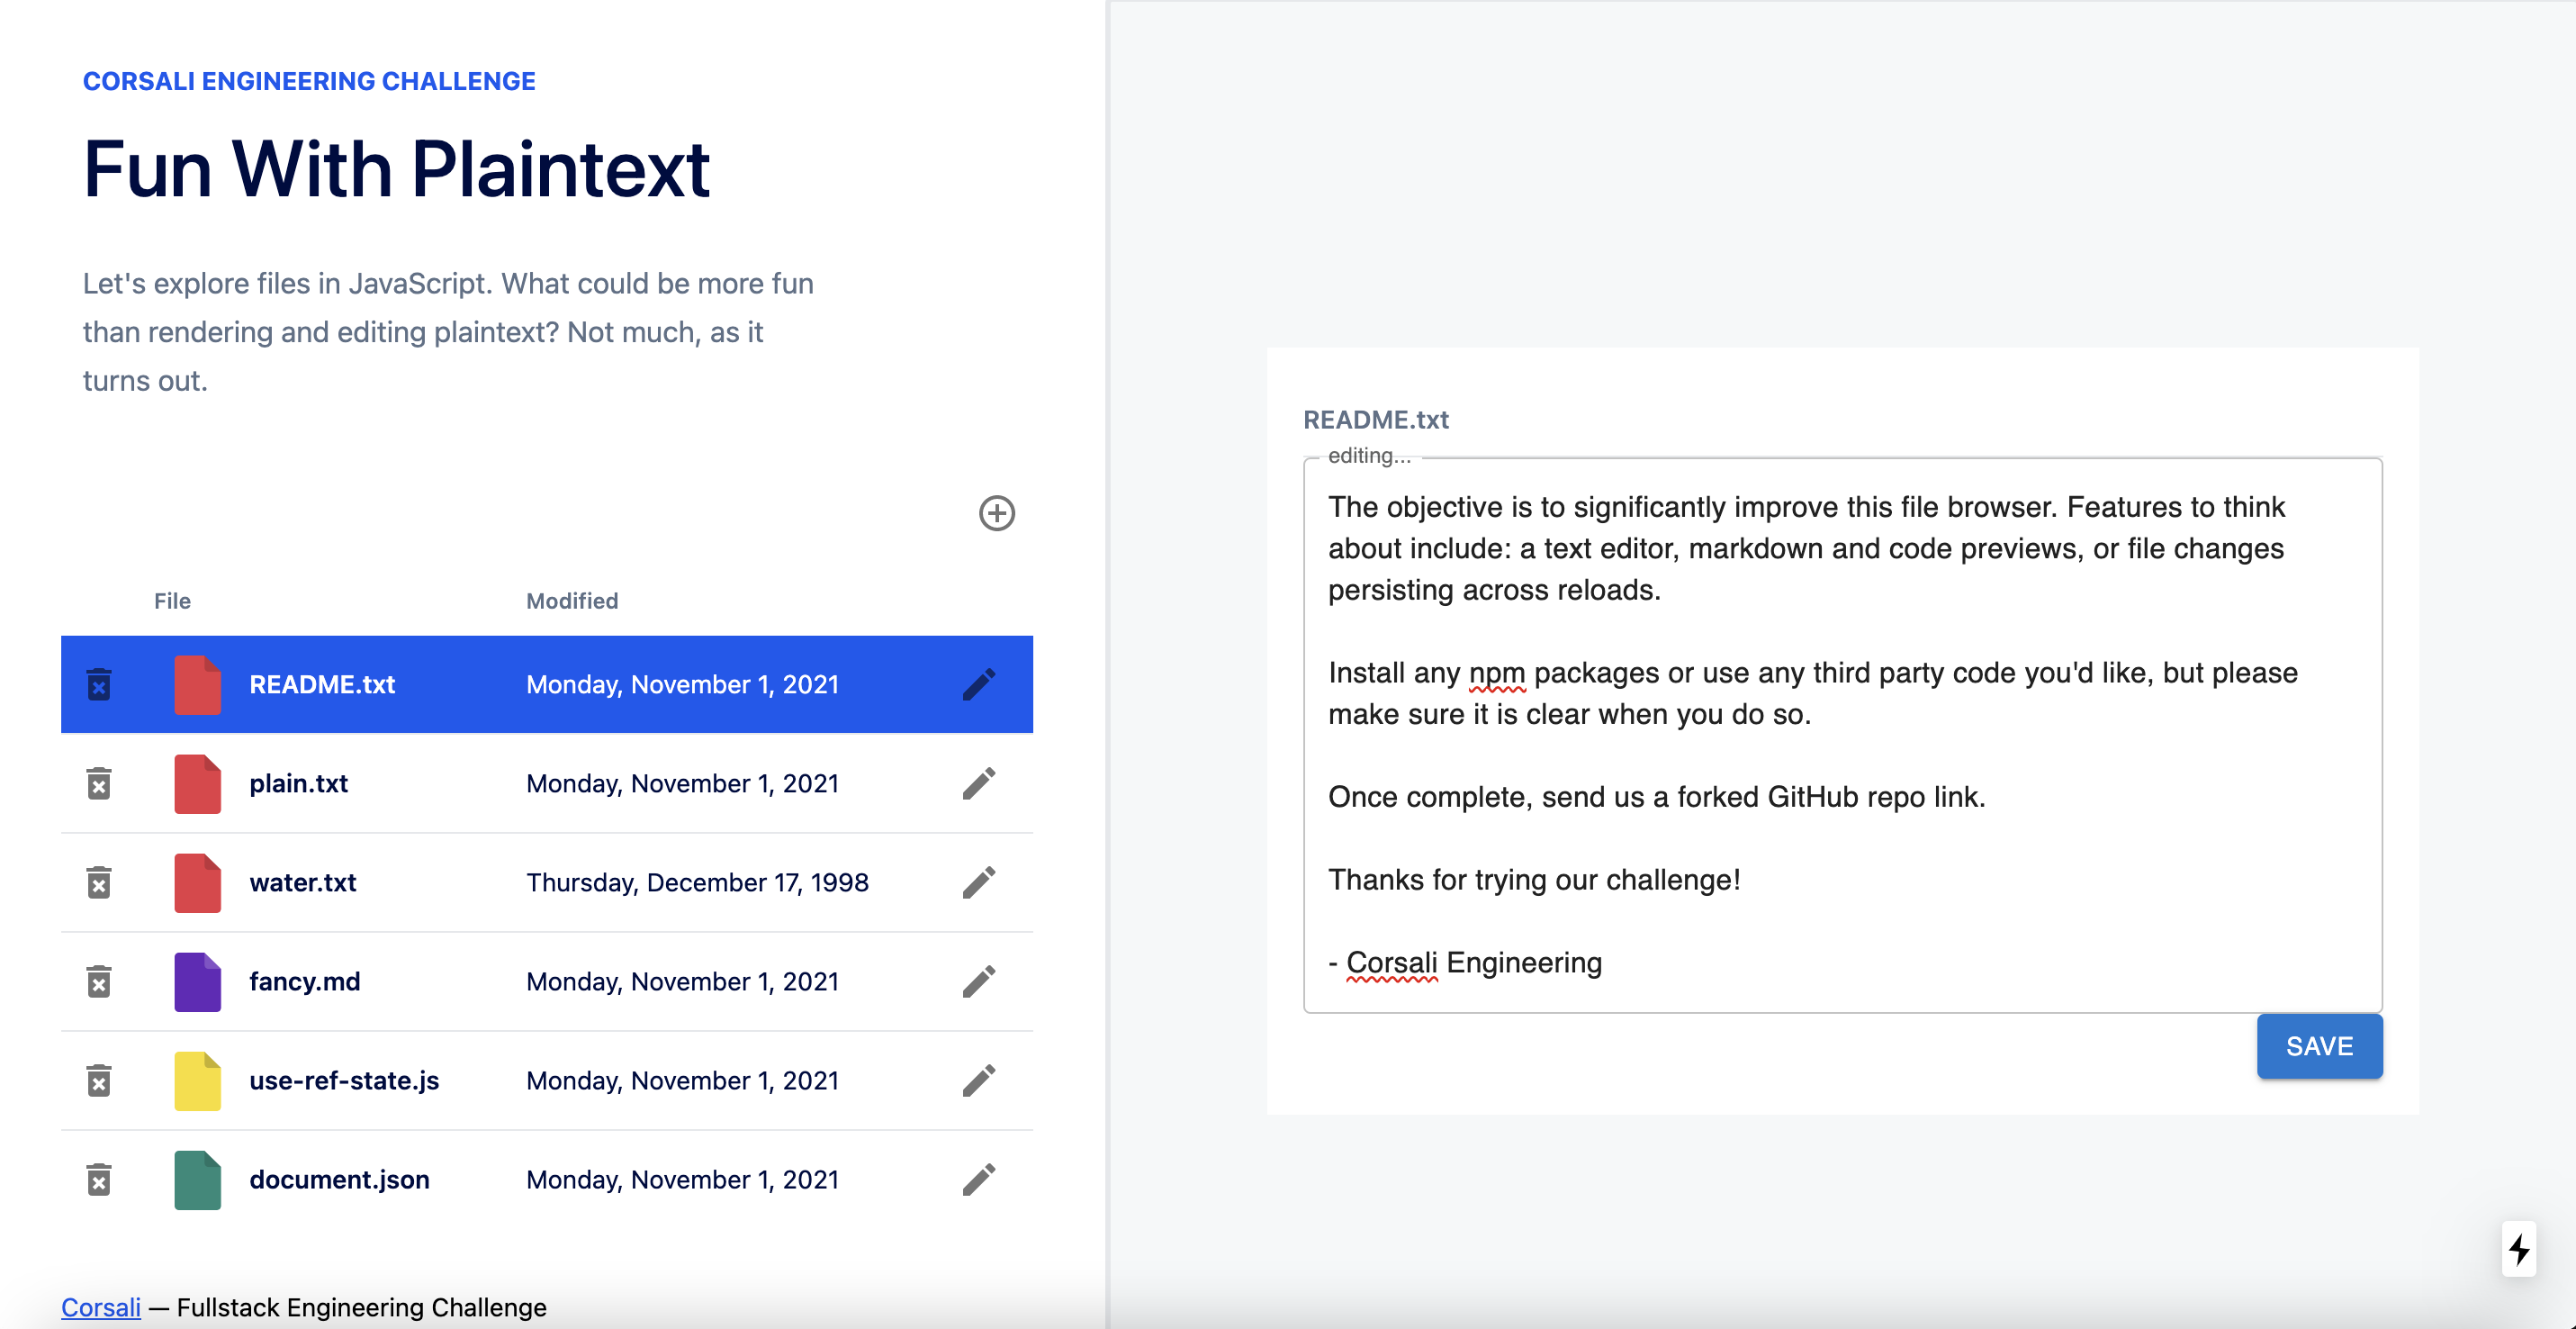 CORSALI ENGINEERING CHALLENGE
Fun With Plaintext
Let's explore files in JavaScript. What could be more fun
than rendering and editing plaintext? Not much, as it
turns out.
File Modified
README.txt Monday, November 1, 2021
plain.txt Monday, November 1, 2021
water.txt Thursday, December 17, 1998
fancy.md Monday, November 1, 2021
use-ref-state.js Monday, November 1, 2021
document.json Monday, November 1, 2021
Corsali — Fullstack Engineering Challenge
README.txt
editing...
The objective is to significantly improve this file browser. Features to think
about include: a text editor, markdown and code previews, or file changes
persisting across reloads.
Install any npm packages or use any third party code you'd like, but please
make sure it is clear when you do so.
Once complete, send us a forked GitHub repo link.
Thanks for trying our challenge!
- Corsali Engineering
SAVE